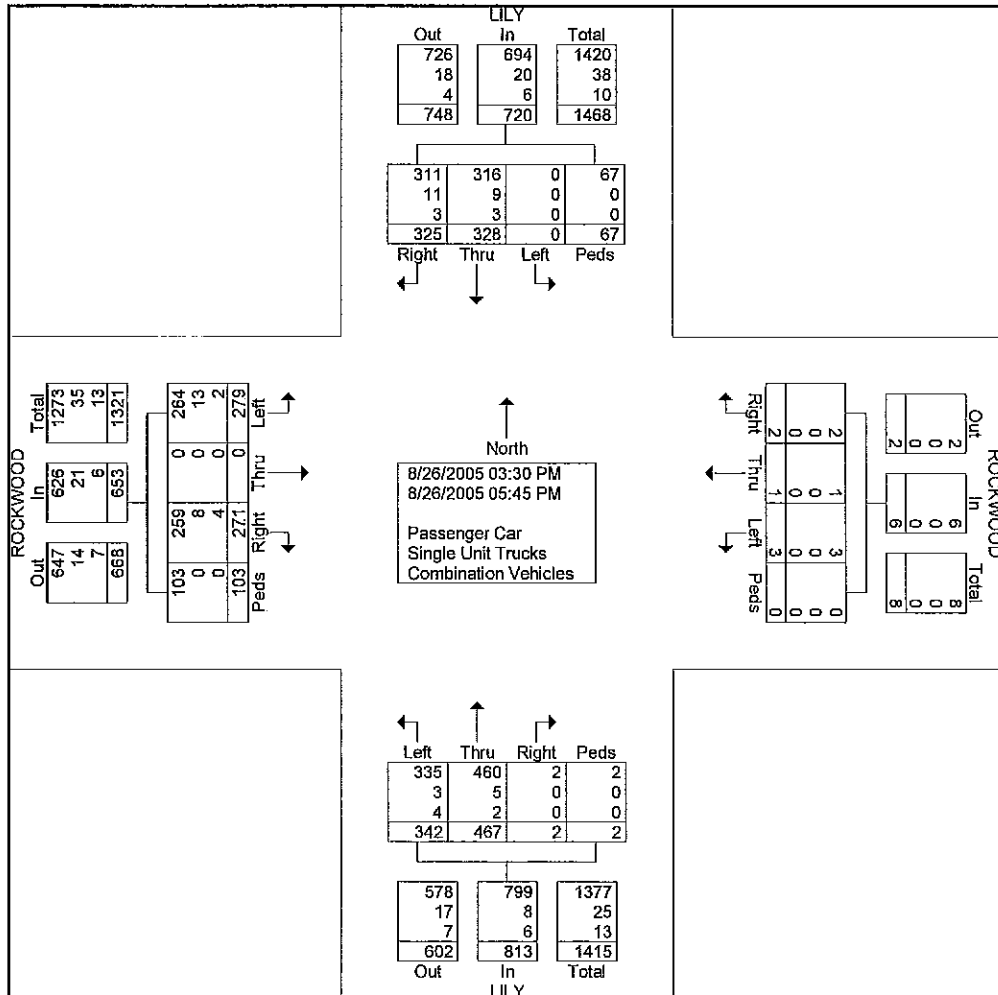 LILY
Out In Total
726 694 1420
18 20 38
4 6 10
748 720 1468
311 316 0 67
11 9 0 0
3 3 0 0
325 328 0 67
Right Thru Left Peds
ROCKWOOD
Total In Out
1273 626 647
35 21 14
13 6 7
1321 653 668
264 0 259 103
13 0 8 0
2 0 4 0
279 0 271 103
Left Thru Right Peds
North
8/26/2005 03:30 PM
8/26/2005 05:45 PM
Passenger Car
Single Unit Trucks
Combination Vehicles
Right Thru Left Peds
2 1 3 0
0 0 0 0
0 0 0 0
2 1 3 0
ROCKWOOD
Out In Total
2 6 8
0 0 0
0 0 0
2 6 8
Left Thru Right Peds
335 460 2 2
3 5 0 0
4 2 0 0
342 467 2 2
578 799 1377
17 8 25
7 6 13
602 813 1415
Out In Total
LILY